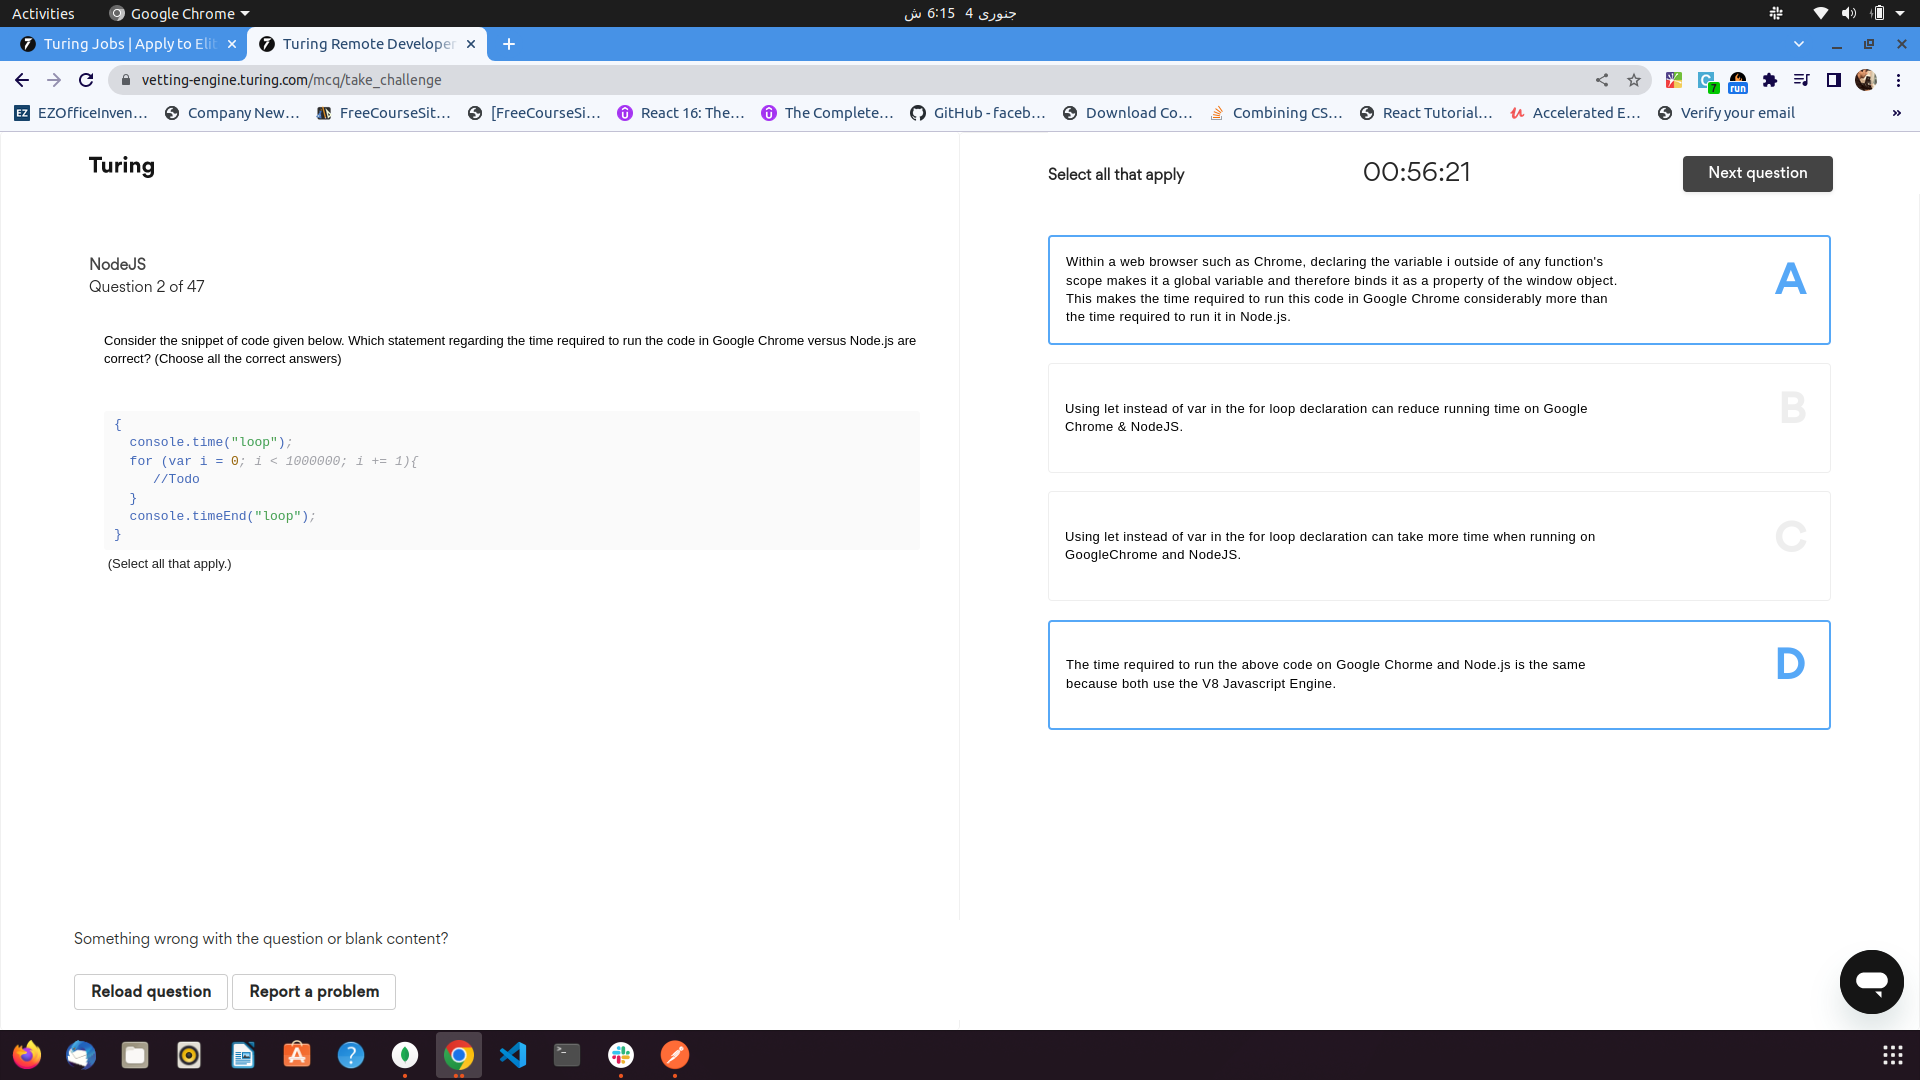 Activities
Google Chrome
جنوری 4 6:15 ش
Turing Jobs | Apply to Elit
Turing Remote Developer
vetting-engine.turing.com/mcq/take_challenge
7
run
EZ EZOfficeInven…
Company New…
FreeCourseSit…
[FreeCourseSi…
React 16: The…
The Complete…
GitHub - faceb…
Download Co…
Combining CS…
React Tutorial…
Accelerated E…
Verify your email
»
Turing
NodeJS
Question 2 of 47
Consider the snippet of code given below. Which statement regarding the time required to run the code in Google Chrome versus Node.js are
correct? (Choose all the correct answers)
{
console.time("loop");
for (var i = 0; i < 1000000; i += 1){
//Todo
}
console.timeEnd("loop");
}
(Select all that apply.)
Something wrong with the question or blank content?
Reload question
Report a problem
Select all that apply
00:56:21
Next question
Within a web browser such as Chrome, declaring the variable i outside of any function's
scope makes it a global variable and therefore binds it as a property of the window object.
This makes the time required to run this code in Google Chrome considerably more than
the time required to run it in Node.js.
A
Using let instead of var in the for loop declaration can reduce running time on Google
Chrome & NodeJS.
B
Using let instead of var in the for loop declaration can take more time when running on
GoogleChrome and NodeJS.
C
The time required to run the above code on Google Chorme and Node.js is the same
because both use the V8 Javascript Engine.
D